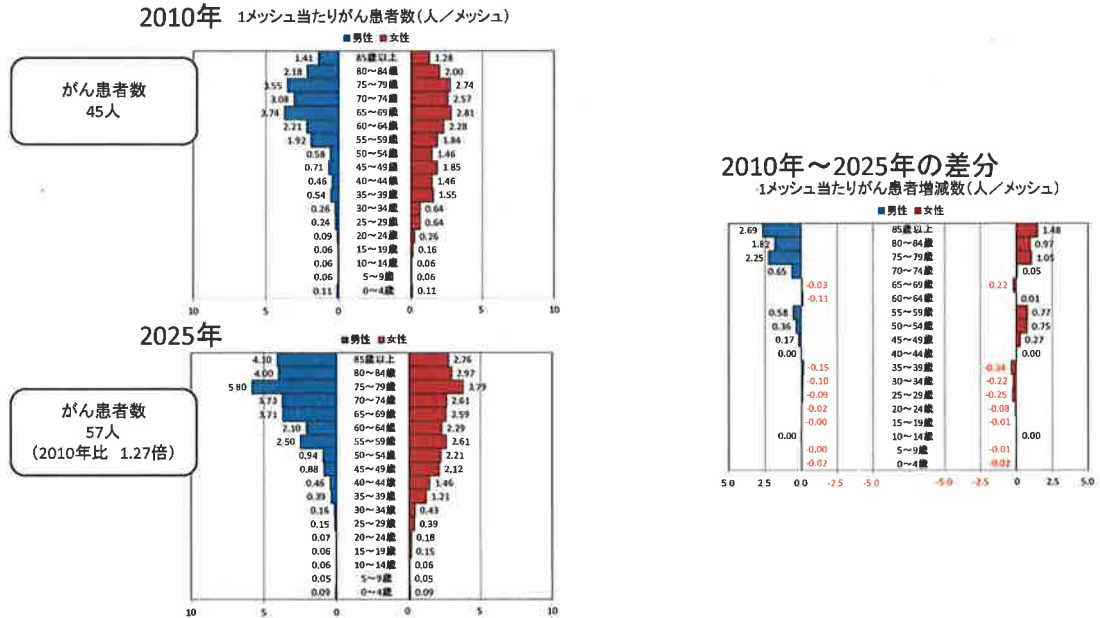 2010年 1メッシュ当たりがん患者数(人／メッシュ)
■男性 ■女性
がん患者数
45人
1.41 85歳以上 1.28
2.18 80～84歳 2.00
3.55 75～79歳 2.74
3.08 70～74歳 2.57
3.74 65～69歳 2.81
2.21 60～64歳 2.28
1.92 55～59歳 1.84
0.58 50～54歳 1.46
0.71 45～49歳 1.85
0.46 40～44歳 1.46
0.54 35～39歳 1.55
0.26 30～34歳 0.64
0.24 25～29歳 0.64
0.09 20～24歳 0.26
0.06 15～19歳 0.16
0.06 10～14歳 0.06
0.06 5～9歳 0.06
0.11 0～4歳 0.11
10 5 0 0 5 10
2025年
■男性 ■女性
がん患者数
57人
(2010年比 1.27倍)
4.10 85歳以上 2.76
4.00 80～84歳 2.97
5.80 75～79歳 3.79
3.73 70～74歳 2.61
3.71 65～69歳 2.59
2.10 60～64歳 2.29
2.50 55～59歳 2.61
0.94 50～54歳 2.21
0.88 45～49歳 2.12
0.46 40～44歳 1.46
0.39 35～39歳 1.21
0.16 30～34歳 0.43
0.15 25～29歳 0.39
0.07 20～24歳 0.18
0.06 15～19歳 0.15
0.06 10～14歳 0.06
0.05 5～9歳 0.05
0.09 0～4歳 0.09
10 5 0 0 5 10
2010年～2025年の差分
1メッシュ当たりがん患者増減数(人／メッシュ)
■男性 ■女性
2.69 85歳以上 1.48
1.82 80～84歳 0.97
2.25 75～79歳 1.05
0.65 70～74歳 0.05
-0.03 65～69歳 -0.22
-0.11 60～64歳 0.01
0.58 55～59歳 0.77
0.36 50～54歳 0.75
0.17 45～49歳 0.27
0.00 40～44歳 0.00
-0.15 35～39歳 -0.34
-0.10 30～34歳 -0.22
-0.09 25～29歳 -0.25
-0.02 20～24歳 -0.08
-0.00 15～19歳 -0.01
0.00 10～14歳 0.00
-0.00 5～9歳 -0.01
-0.02 0～4歳 -0.02
5.0 2.5 0.0 -2.5 -5.0 -5.0 -2.5 0 2.5 5.0